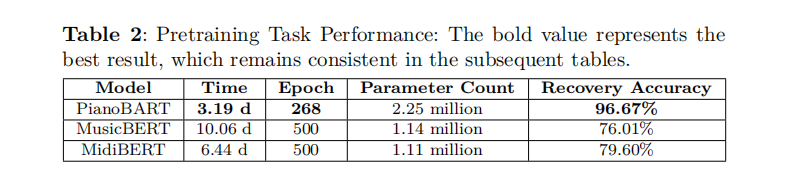 Table 2: Pretraining Task Performance: The bold value represents the
best result, which remains consistent in the subsequent tables.
Model Time Epoch Parameter Count Recovery Accuracy
PianoBART 3.19 d 268 2.25 million 96.67%
MusicBERT 10.06 d 500 1.14 million 76.01%
MidiBERT 6.44 d 500 1.11 million 79.60%